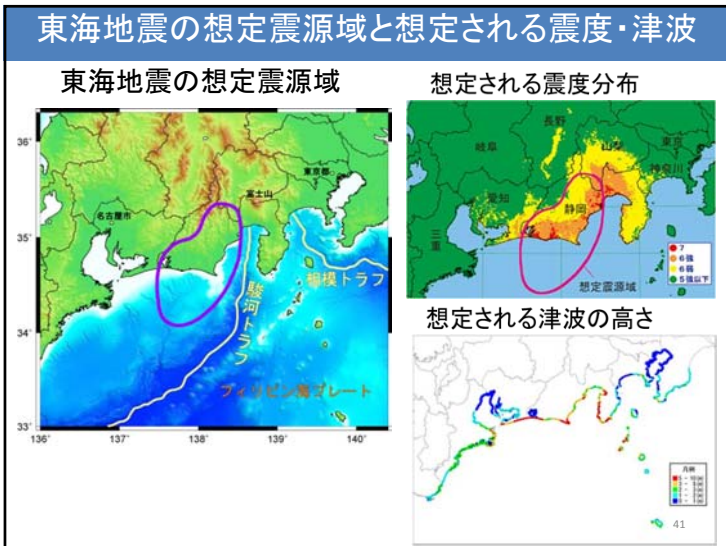 東海地震の想定震源域と想定される震度・津波
東海地震の想定震源域
36°
35°
34°
33°
136°
137°
138°
139°
140°
東京都
富士山
名古屋市
相模トラフ
駿河トラフ
フィリピン海プレート
想定される震度分布
長野
岐阜
山梨
東京
神奈川
愛知
静岡
三重
7
6強
6弱
5強以下
想定震源域
想定される津波の高さ
凡例
41